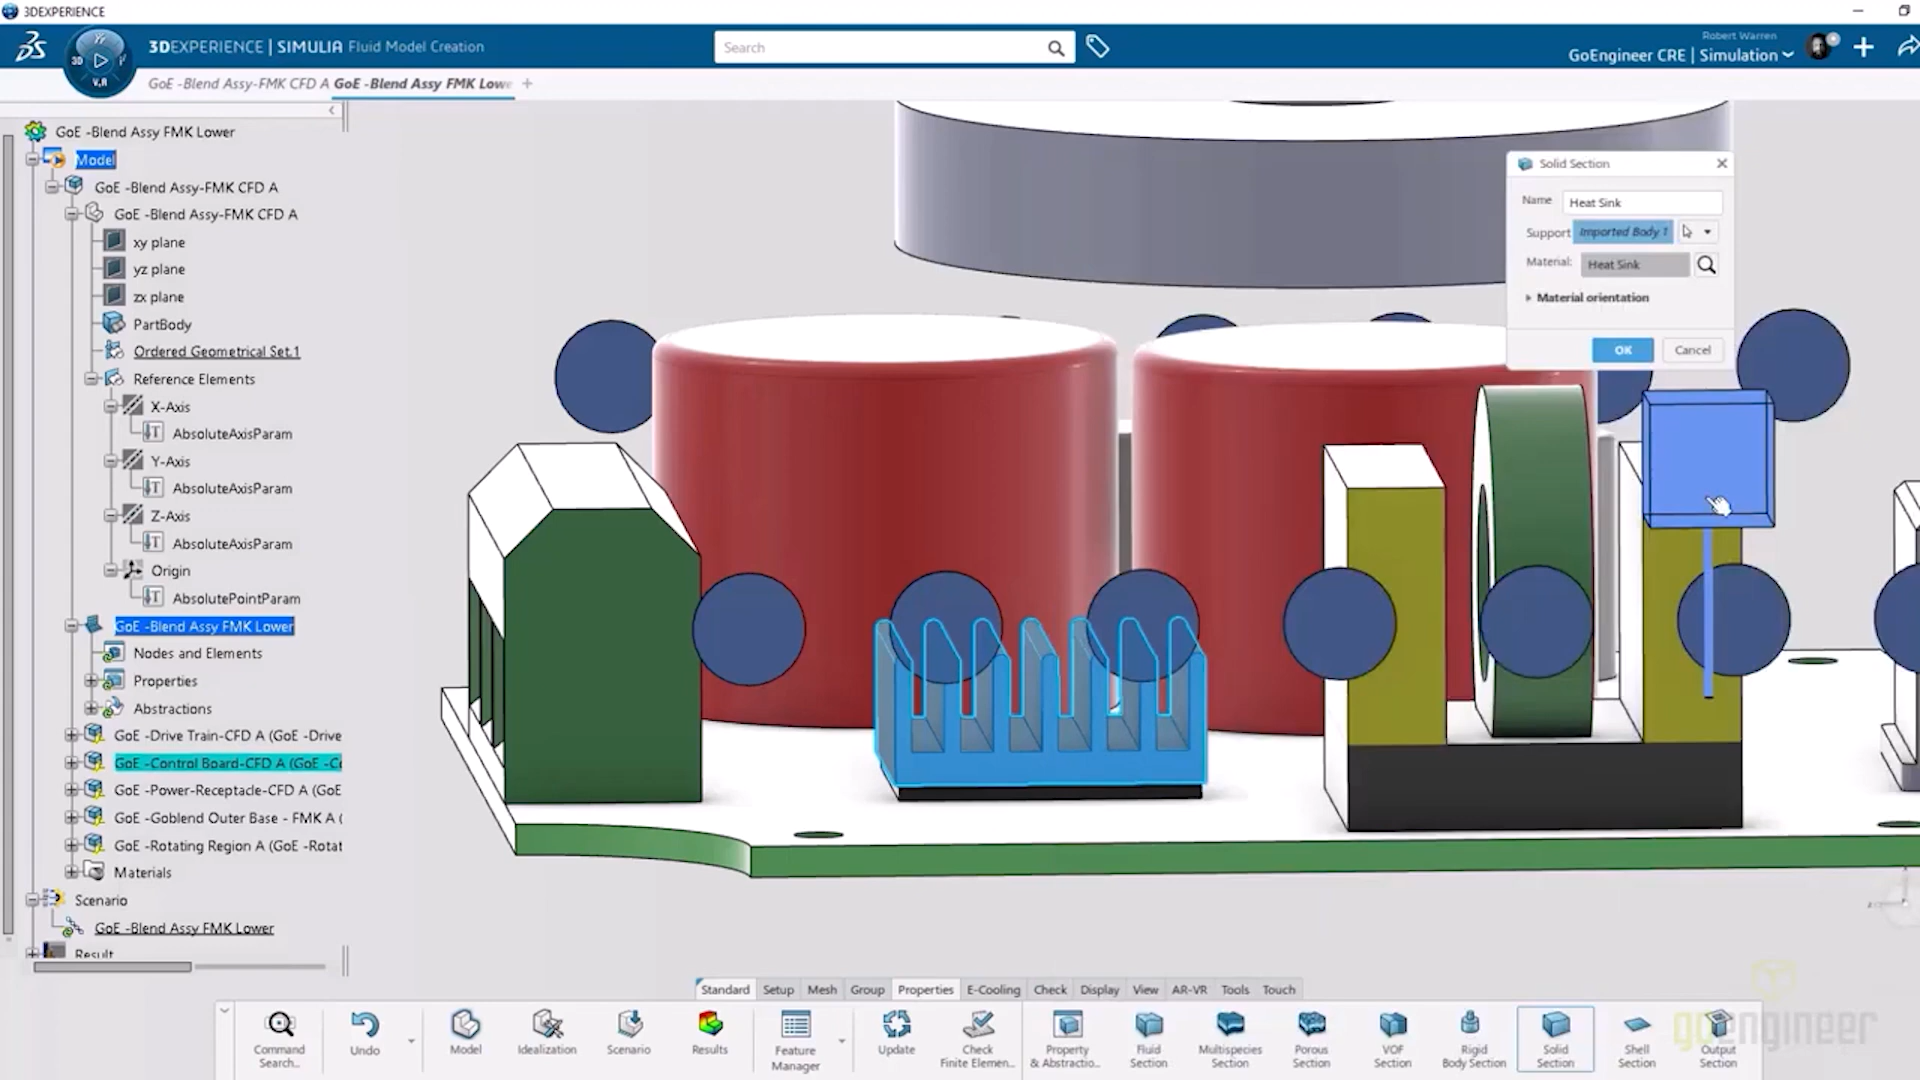 3DEXPERIENCE
3DEXPERIENCE | SIMULIA Fluid Model Creation
Search
Robert Warren
GoEngineer CRE | Simulation
3D
V.R
GoE -Blend Assy-FMK CFD A
GoE -Blend Assy FMK Low
GoE -Blend Assy FMK Lower
Model
GoE -Blend Assy-FMK CFD A
GoE -Blend Assy-FMK CFD A
xy plane
yz plane
zx plane
PartBody
Ordered Geometrical Set.1
Reference Elements
X-Axis
AbsoluteAxisParam
Y-Axis
AbsoluteAxisParam
Z-Axis
AbsoluteAxisParam
Origin
AbsolutePointParam
GoE -Blend Assy FMK Lower
Nodes and Elements
Properties
Abstractions
GoE -Drive Train-CFD A (GoE -Drive
GoE -Control Board-CFD A (GoE -Co
GoE -Power-Receptacle-CFD A (GoE
GoE -Goblend Outer Base - FMK A (
GoE -Rotating Region A (GoE -Rotat
Materials
Scenario
GoE -Blend Assy FMK Lower
Result
Solid Section
Name
Heat Sink
Support
Imported Body 1
Material:
Heat Sink
Material orientation
OK
Cancel
Standard
Setup
Mesh
Group
Properties
E-Cooling
Check
Display
View
AR-VR
Tools
Touch
Command
Search...
Undo
Model
Idealization
Scenario
Results
Feature
Manager
Update
Check
Finite Elemen...
Property
& Abstractio...
Fluid
Section
Multispecies
Section
Porous
Section
VOF
Section
Rigid
Body Section
Solid
Section
Shell
Section
Output
Section
goengineer